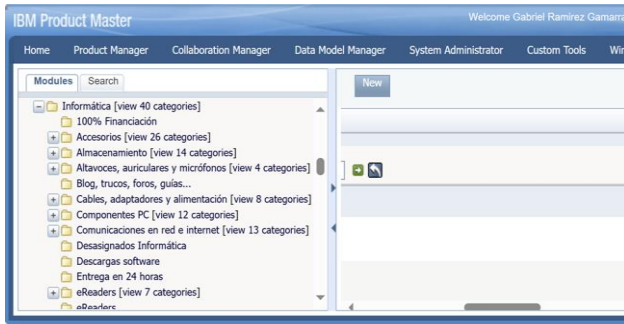 IBM Product Master
Welcome Gabriel Ramirez Gamarra
Home Product Manager Collaboration Manager Data Model Manager System Administrator Custom Tools
Modules Search
New
Informática [view 40 categories]
100% Financiación
Accesorios [view 26 categories]
Almacenamiento [view 14 categories]
Altavoces, auriculares y micrófonos [view 4 categories]
Blog, trucos, foros, guías...
Cables, adaptadores y alimentación [view 8 categories]
Componentes PC [view 12 categories]
Comunicaciones en red e internet [view 13 categories]
Desasignados Informática
Descargas software
Entrega en 24 horas
eReaders [view 7 categories]
eReaders